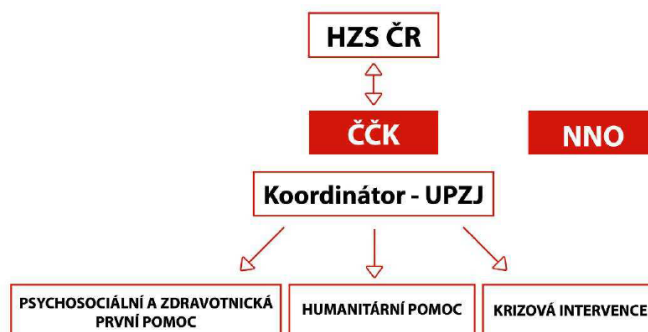 HZS ČR
ČČK
NNO
Koordinátor - UPZJ
PSYCHOSOCIÁLNÍ A ZDRAVOTNICKÁ
PRVNÍ POMOC
HUMANITÁRNÍ POMOC
KRIZOVÁ INTERVENCE